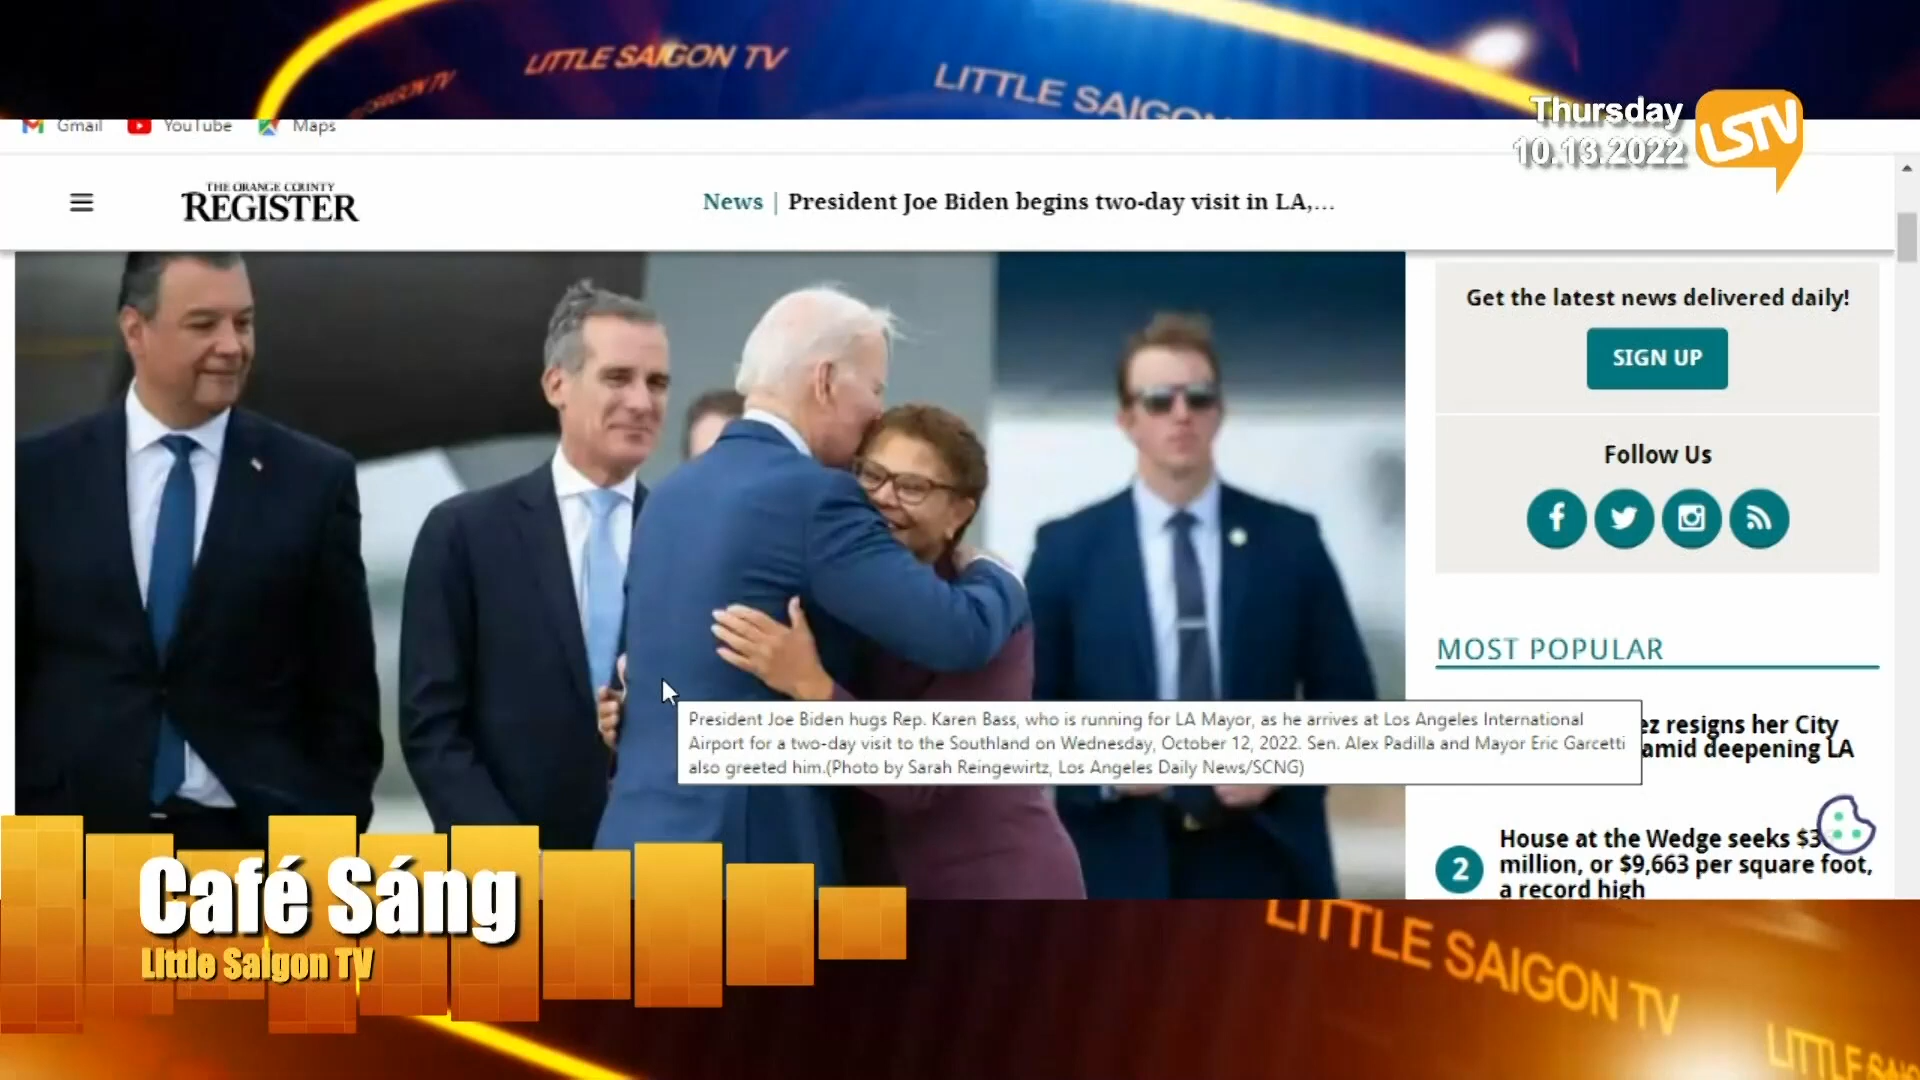 LITTLE SAIGON TV
LITTLE SAIGON
SAIGON TV
Gmail
YouTube
Maps
Thursday
10.13.2022
LSTV
THE ORANGE COUNTY
REGISTER
News | President Joe Biden begins two-day visit in LA,...
Get the latest news delivered daily!
SIGN UP
Follow Us
MOST POPULAR
President Joe Biden hugs Rep. Karen Bass, who is running for LA Mayor, as he arrives at Los Angeles International
Airport for a two-day visit to the Southland on Wednesday, October 12, 2022. Sen. Alex Padilla and Mayor Eric Garcetti
also greeted him.(Photo by Sarah Reingewirtz, Los Angeles Daily News/SCNG)
ez resigns her City
amid deepening LA
2
House at the Wedge seeks $3
million, or $9,663 per square foot,
a record high
Café Sáng
Little Saigon TV
LITTLE SAIGON TV
LITTLE SAIG